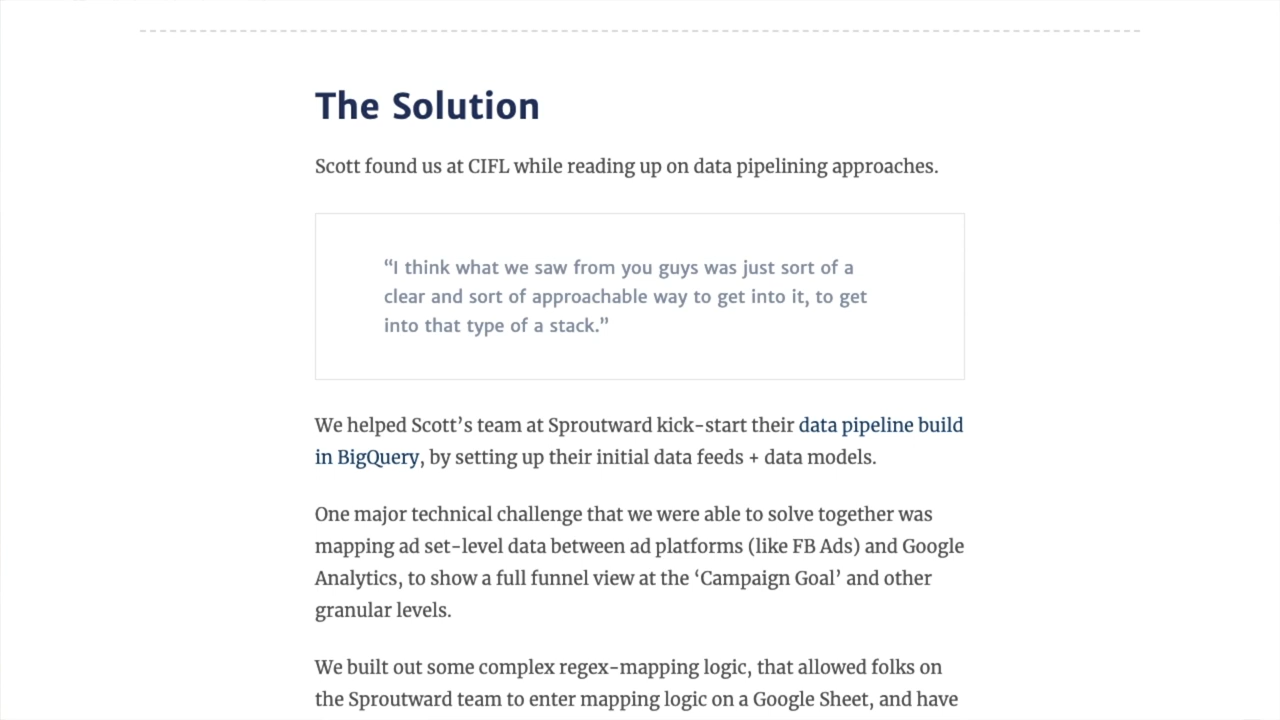 The Solution
Scott found us at CIFL while reading up on data pipelining approaches.
“I think what we saw from you guys was just sort of a
clear and sort of approachable way to get into it, to get
into that type of a stack.”
We helped Scott’s team at Sproutward kick-start their data pipeline build
in BigQuery, by setting up their initial data feeds + data models.
One major technical challenge that we were able to solve together was
mapping ad set-level data between ad platforms (like FB Ads) and Google
Analytics, to show a full funnel view at the ‘Campaign Goal’ and other
granular levels.
We built out some complex regex-mapping logic, that allowed folks on
the Sproutward team to enter mapping logic on a Google Sheet, and have